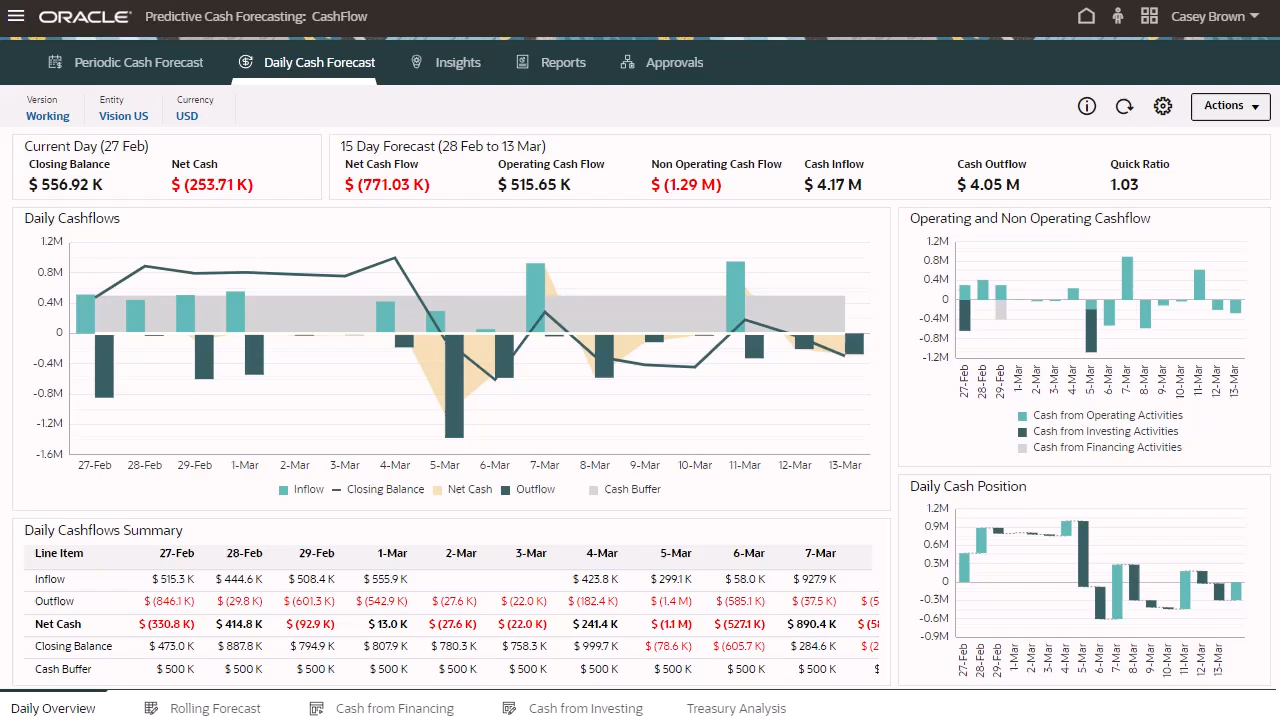 ORACLE Predictive Cash Forecasting: CashFlow Casey Brown
Periodic Cash Forecast Daily Cash Forecast Insights Reports Approvals
Version Entity Currency
Working Vision US USD
Actions
Current Day (27 Feb)
Closing Balance Net Cash
$ 556.92 K $ (253.71 K)
15 Day Forecast (28 Feb to 13 Mar)
Net Cash Flow Operating Cash Flow Non Operating Cash Flow Cash Inflow Cash Outflow Quick Ratio
$ (771.03 K) $ 515.65 K $ (1.29 M) $ 4.17 M $ 4.05 M 1.03
Daily Cashflows
1.2M
0.8M
0.4M
0
-0.4M
-0.8M
-1.2M
-1.6M
27-Feb 28-Feb 29-Feb 1-Mar 2-Mar 3-Mar 4-Mar 5-Mar 6-Mar 7-Mar 8-Mar 9-Mar 10-Mar 11-Mar 12-Mar 13-Mar
Inflow Closing Balance Net Cash Outflow Cash Buffer
Operating and Non Operating Cashflow
1.2M
0.8M
0.4M
0
-0.4M
-0.8M
-1.2M
27-Feb 28-Feb 29-Feb 1-Mar 2-Mar 3-Mar 4-Mar 5-Mar 6-Mar 7-Mar 8-Mar 9-Mar 10-Mar 11-Mar 12-Mar 13-Mar
Cash from Operating Activities
Cash from Investing Activities
Cash from Financing Activities
Daily Cashflows Summary
Line Item 27-Feb 28-Feb 29-Feb 1-Mar 2-Mar 3-Mar 4-Mar 5-Mar 6-Mar 7-Mar
Inflow $ 515.3 K $ 444.6 K $ 508.4 K $ 555.9 K $ 423.8 K $ 299.1 K $ 58.0 K $ 927.9 K
Outflow $ (846.1 K) $ (29.8 K) $ (601.3 K) $ (542.9 K) $ (27.6 K) $ (22.0 K) $ (182.4 K) $ (1.4 M) $ (585.1 K) $ (37.5 K) $ (5
Net Cash $ (330.8 K) $ 414.8 K $ (92.9 K) $ 13.0 K $ (27.6 K) $ (22.0 K) $ 241.4 K $ (1.1 M) $ (527.1 K) $ 890.4 K $ (5
Closing Balance $ 473.0 K $ 887.8 K $ 794.9 K $ 807.9 K $ 780.3 K $ 758.3 K $ 999.7 K $ (78.6 K) $ (605.7 K) $ 284.6 K $ (2
Cash Buffer $ 500 K $ 500 K $ 500 K $ 500 K $ 500 K $ 500 K $ 500 K $ 500 K $ 500 K $ 500 K $
Daily Cash Position
1.2M
0.9M
0.6M
0.3M
0
-0.3M
-0.6M
-0.9M
27-Feb 28-Feb 29-Feb 1-Mar 2-Mar 3-Mar 4-Mar 5-Mar 6-Mar 7-Mar 8-Mar 9-Mar 10-Mar 11-Mar 12-Mar 13-Mar
Daily Overview Rolling Forecast Cash from Financing Cash from Investing Treasury Analysis